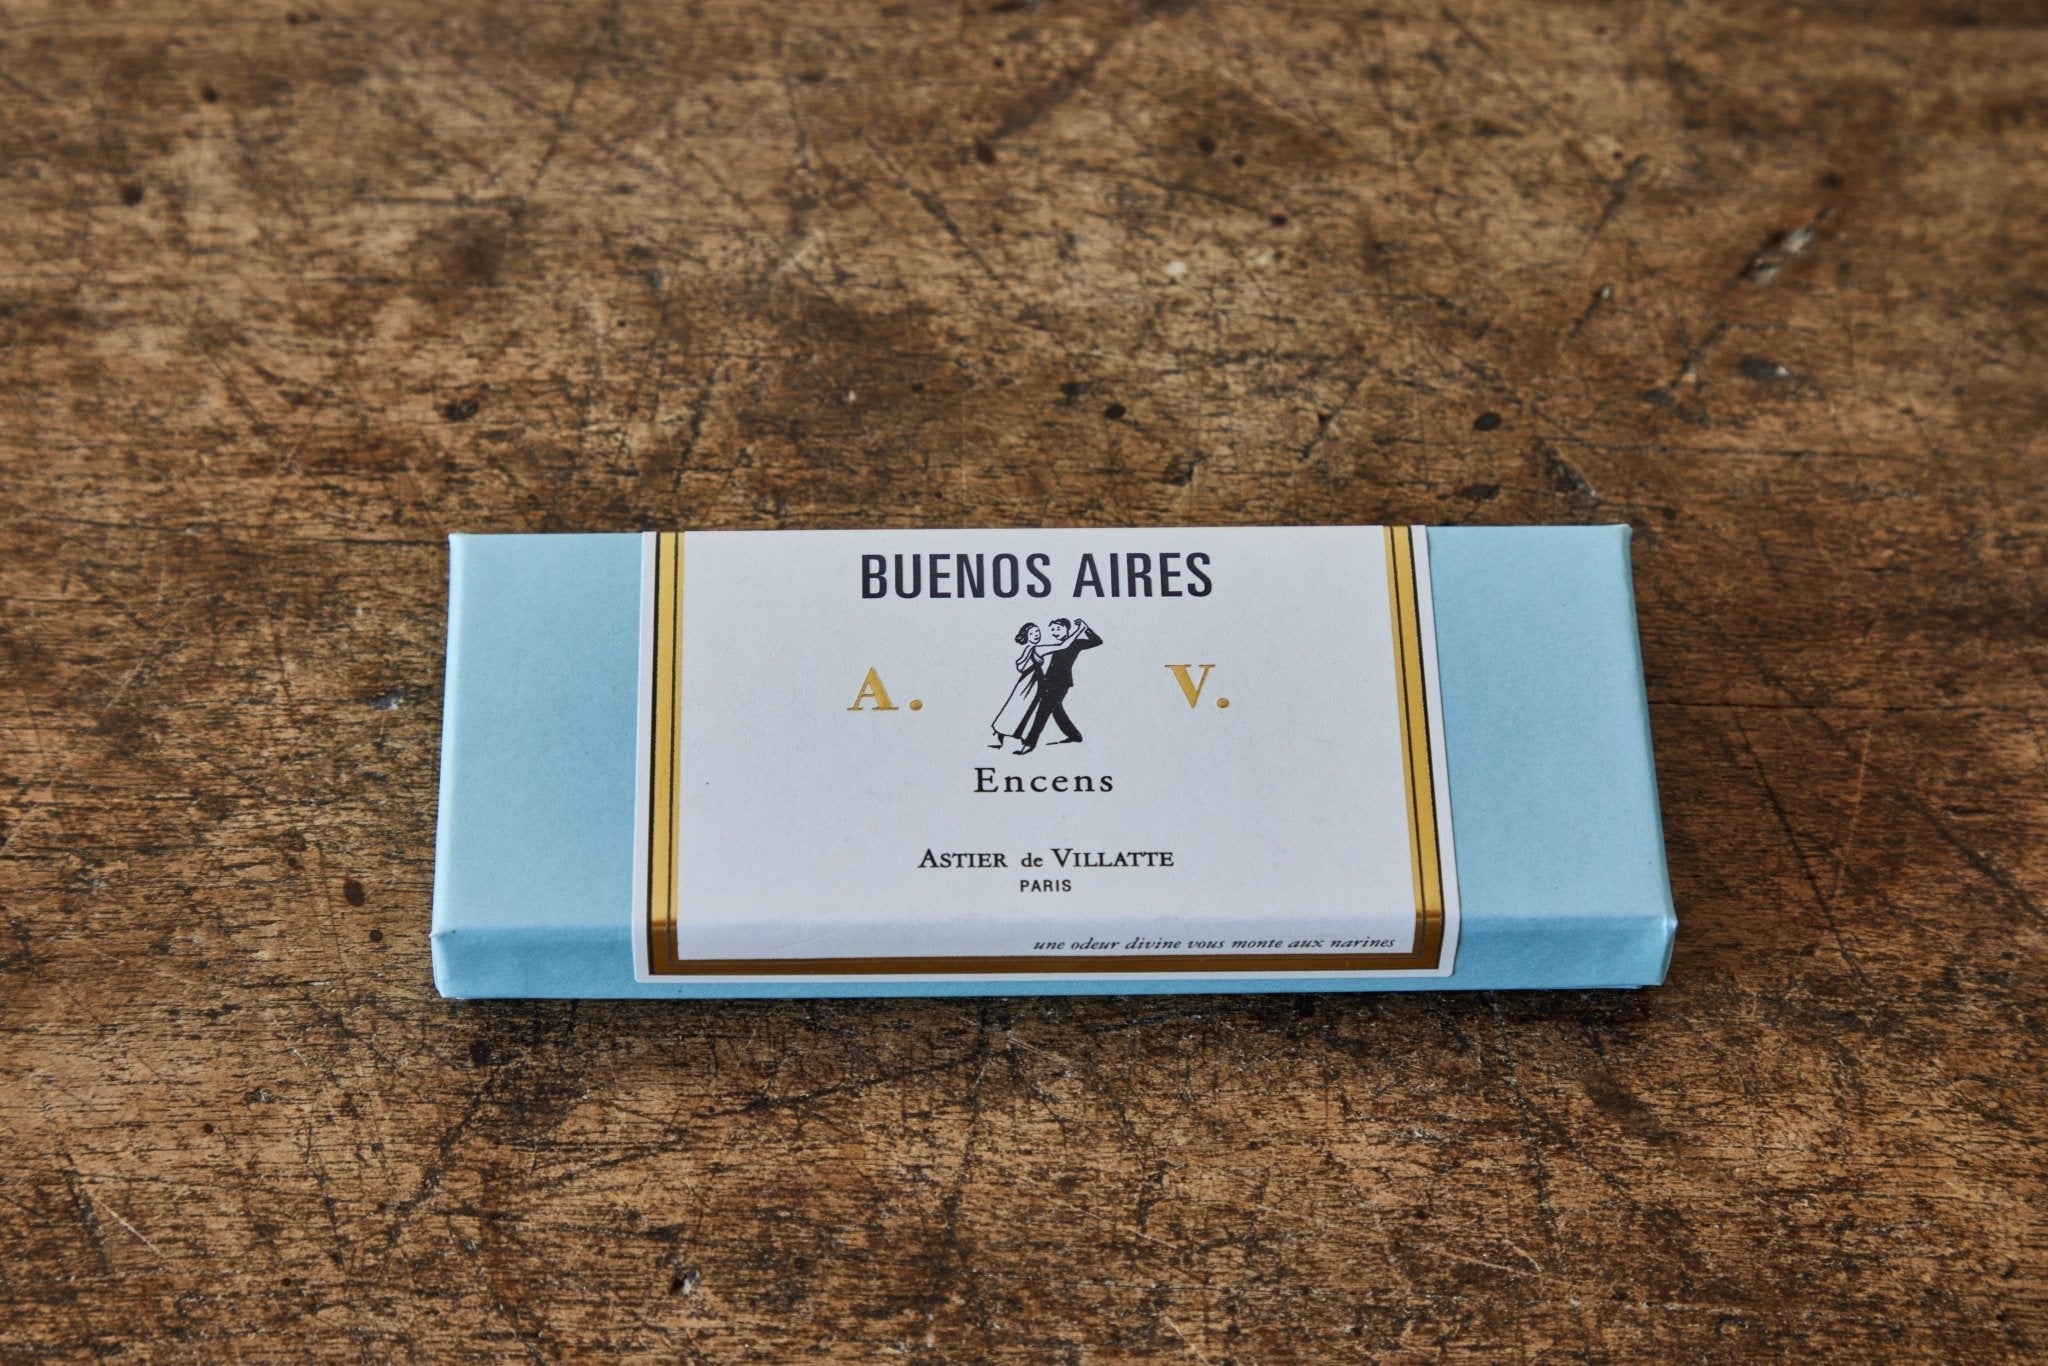 BUENOS AIRES
A. V.
Encens
ASTIER de VILLATTE
PARIS
une odeur divine vous monte aux narines